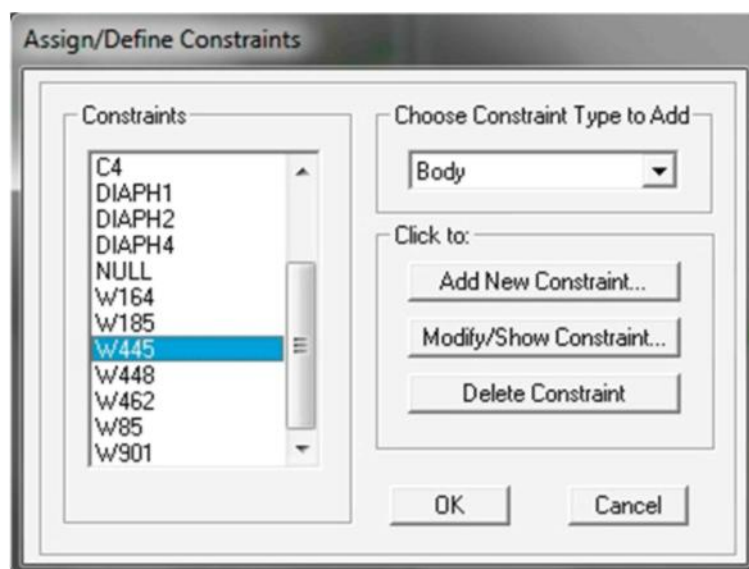 Assign/Define Constraints
Constraints
C4
DIAPH1
DIAPH2
DIAPH4
NULL
W164
W185
W445
W448
W462
W85
W901
Choose Constraint Type to Add
Body
Click to:
Add New Constraint...
Modify/Show Constraint...
Delete Constraint
OK
Cancel